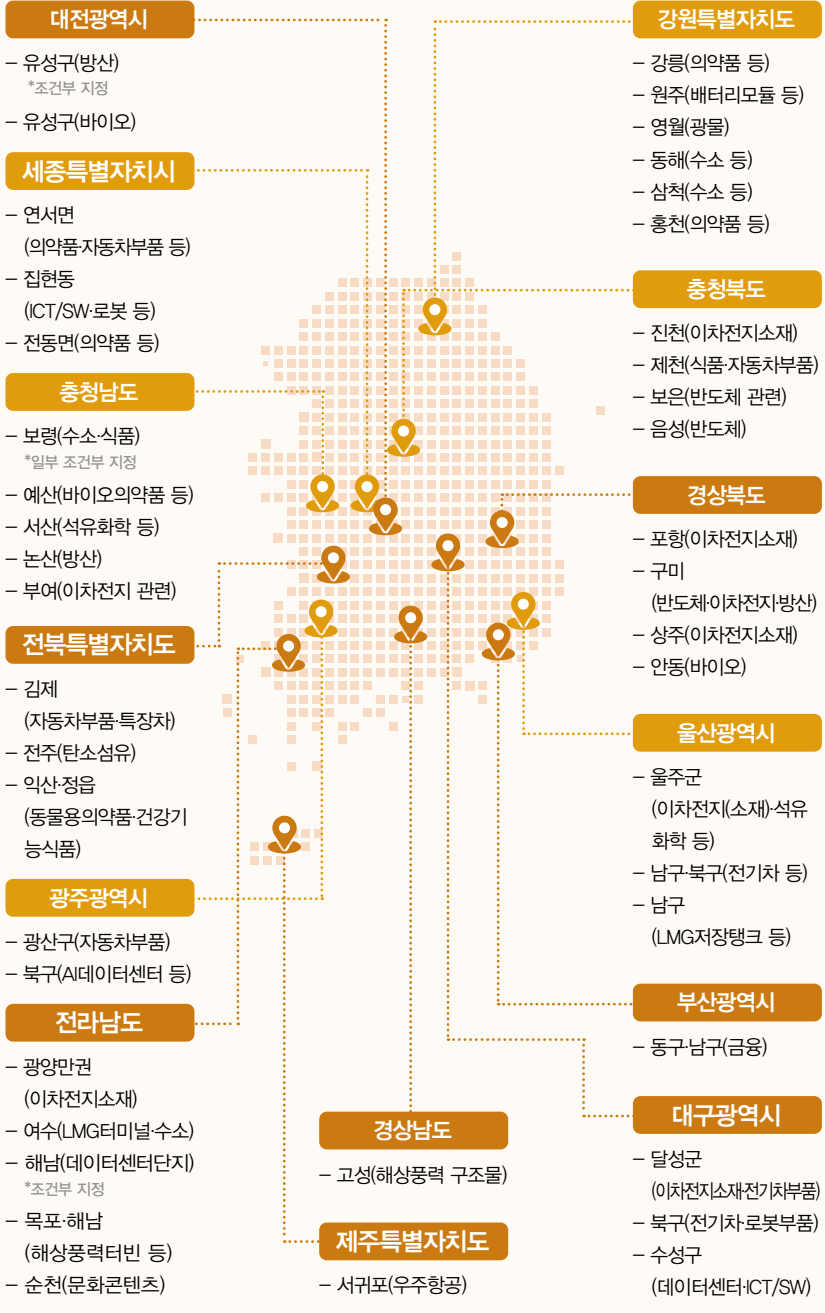 대전광역시
– 유성구(방산)
*조건부 지정
– 유성구(바이오)
세종특별자치시
– 연서면
(의약품·자동차부품 등)
– 집현동
(ICT/SW·로봇 등)
– 전동면(의약품 등)
충청남도
– 보령(수소·식품)
*일부 조건부 지정
– 예산(바이오의약품 등)
– 서산(석유화학 등)
– 논산(방산)
– 부여(이차전지 관련)
전북특별자치도
– 김제
(자동차부품·특장차)
– 전주(탄소섬유)
– 익산·정읍
(동물용의약품·건강기
능식품)
광주광역시
– 광산구(자동차부품)
– 북구(AI데이터센터 등)
전라남도
– 광양만권
(이차전지소재)
– 여수(LMG터미널·수소)
– 해남(데이터센터단지)
*조건부 지정
– 목포·해남
(해상풍력터빈 등)
– 순천(문화콘텐츠)
경상남도
– 고성(해상풍력 구조물)
제주특별자치도
– 서귀포(우주항공)
강원특별자치도
– 강릉(의약품 등)
– 원주(배터리모듈 등)
– 영월(광물)
– 동해(수소 등)
– 삼척(수소 등)
– 홍천(의약품 등)
충청북도
– 진천(이차전지소재)
– 제천(식품·자동차부품)
– 보은(반도체 관련)
– 음성(반도체)
경상북도
– 포항(이차전지소재)
– 구미
(반도체·이차전지·방산)
– 상주(이차전지소재)
– 안동(바이오)
울산광역시
– 울주군
(이차전지(소재)·석유
화학 등)
– 남구·북구(전기차 등)
– 남구
(LMG저장탱크 등)
부산광역시
– 동구·남구(금융)
대구광역시
– 달성군
(이차전지소재·전기차부품)
– 북구(전기차·로봇부품)
– 수성구
(데이터센터·ICT/SW)